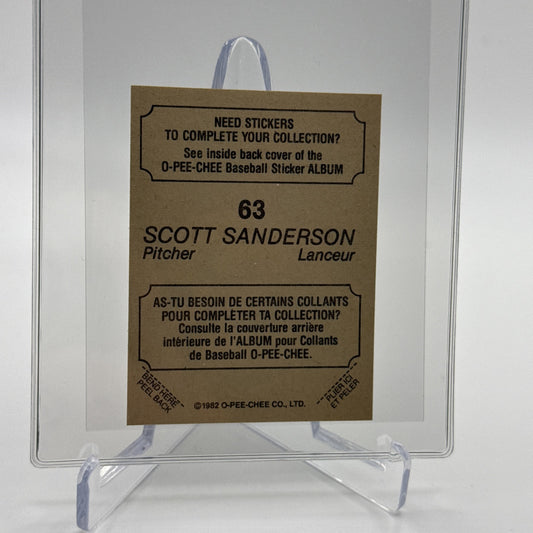 NEED STICKERS
TO COMPLETE YOUR COLLECTION?
See inside back cover of the
O-PEE-CHEE Baseball Sticker ALBUM
63
SCOTT SANDERSON
Pitcher Lanceur
AS-TU BESOIN DE CERTAINS COLLANTS
POUR COMPLÈTER TA COLLECTION?
Consulte la couverture arrière
intérieure de l'ALBUM pour Collants
de Baseball O-PEE-CHEE.
BEND HERE
PEEL BACK
PLIER ICI
ET PELER
©1982 O-PEE-CHEE CO., LTD.